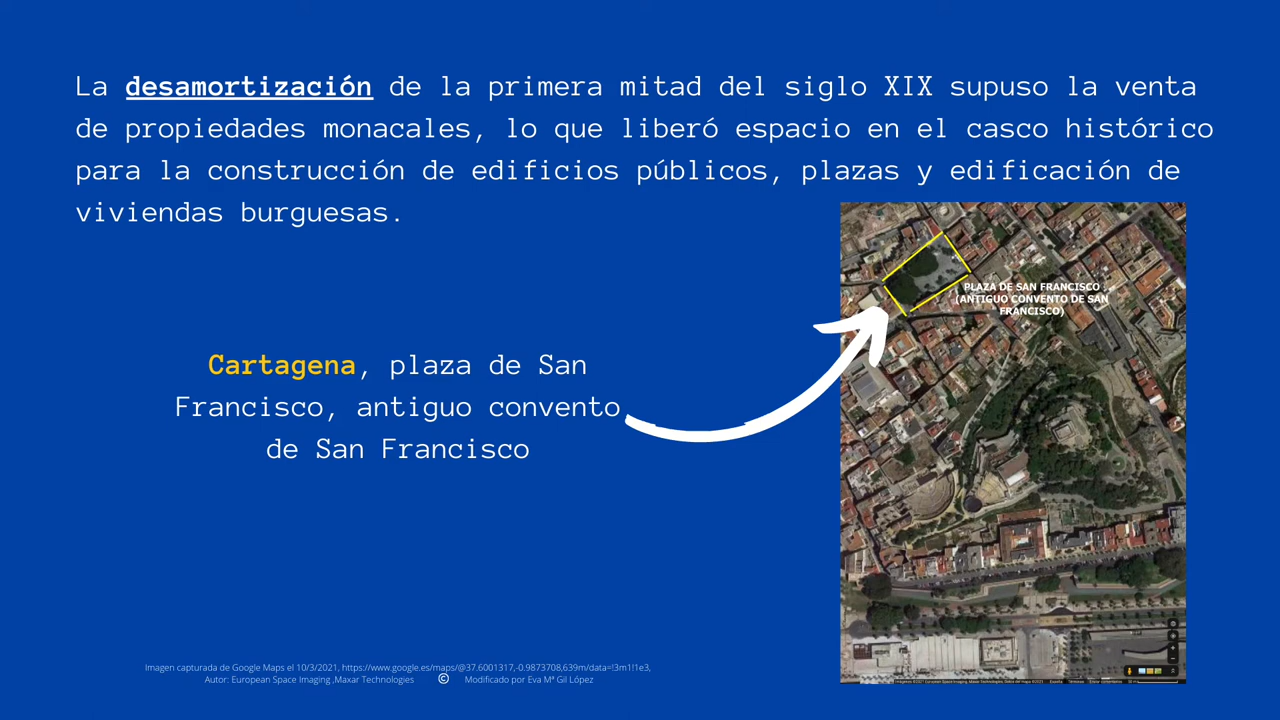 La desamortización de la primera mitad del siglo XIX supuso la venta
de propiedades monacales, lo que liberó espacio en el casco histórico
para la construcción de edificios públicos, plazas y edificación de
viviendas burguesas.
PLAZA DE SAN FRANCISCO
(ANTIGUO CONVENTO DE SAN
FRANCISCO)
Cartagena, plaza de San
Francisco, antiguo convento
de San Francisco
Imagen capturada de Google Maps el 10/3/2021, https://www.google.es/maps/@37.6001317,-0.9873708,639m/data=!3m1!1e3,
Autor: European Space Imaging ,Maxar Technologies © Modificado por Eva Mª Gil López